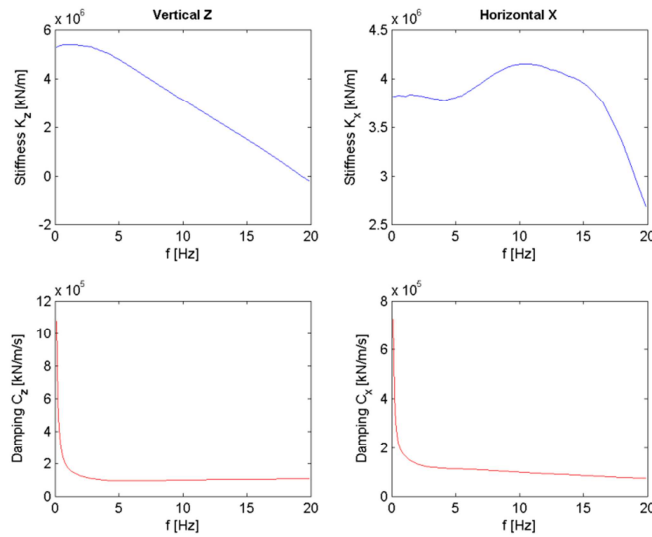 Vertical Z
x 10^6
6
4
2
0
-2
Stiffness K_z [kN/m]
0 5 10 15 20
f [Hz]
Horizontal X
x 10^6
4.5
4
3.5
3
2.5
Stiffness K_x [kN/m]
0 5 10 15 20
f [Hz]
x 10^5
12
10
8
6
4
2
0
Damping C_z [kN/m/s]
0 5 10 15 20
f [Hz]
x 10^5
8
6
4
2
0
Damping C_x [kN/m/s]
0 5 10 15 20
f [Hz]